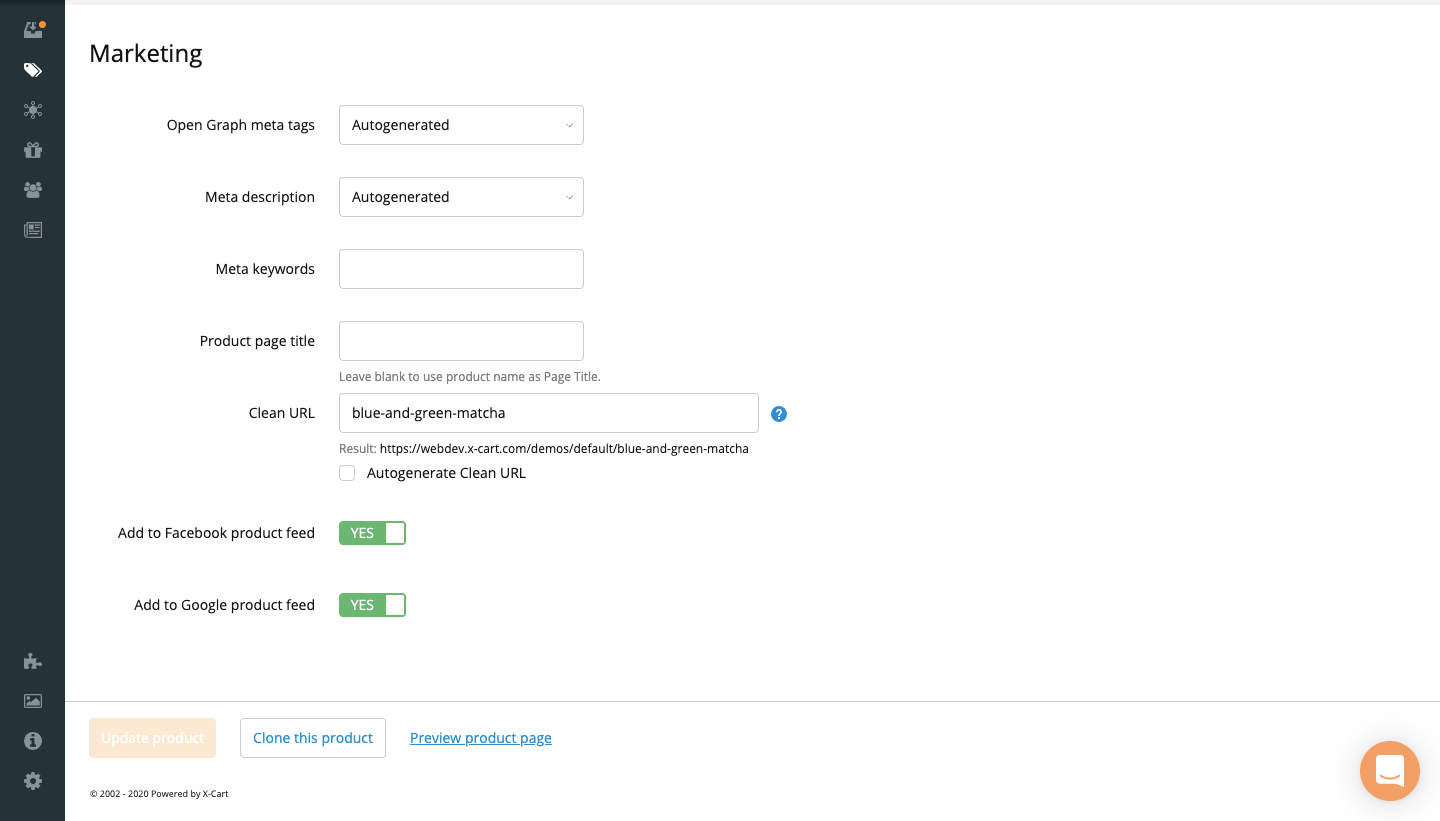 Marketing
Open Graph meta tags Autogenerated
Meta description Autogenerated
Meta keywords
Product page title
Leave blank to use product name as Page Title.
Clean URL blue-and-green-matcha ?
Result: https://webdev.x-cart.com/demos/default/blue-and-green-matcha
Autogenerate Clean URL
Add to Facebook product feed YES
Add to Google product feed YES
Update product Clone this product Preview product page
© 2002 - 2020 Powered by X-Cart